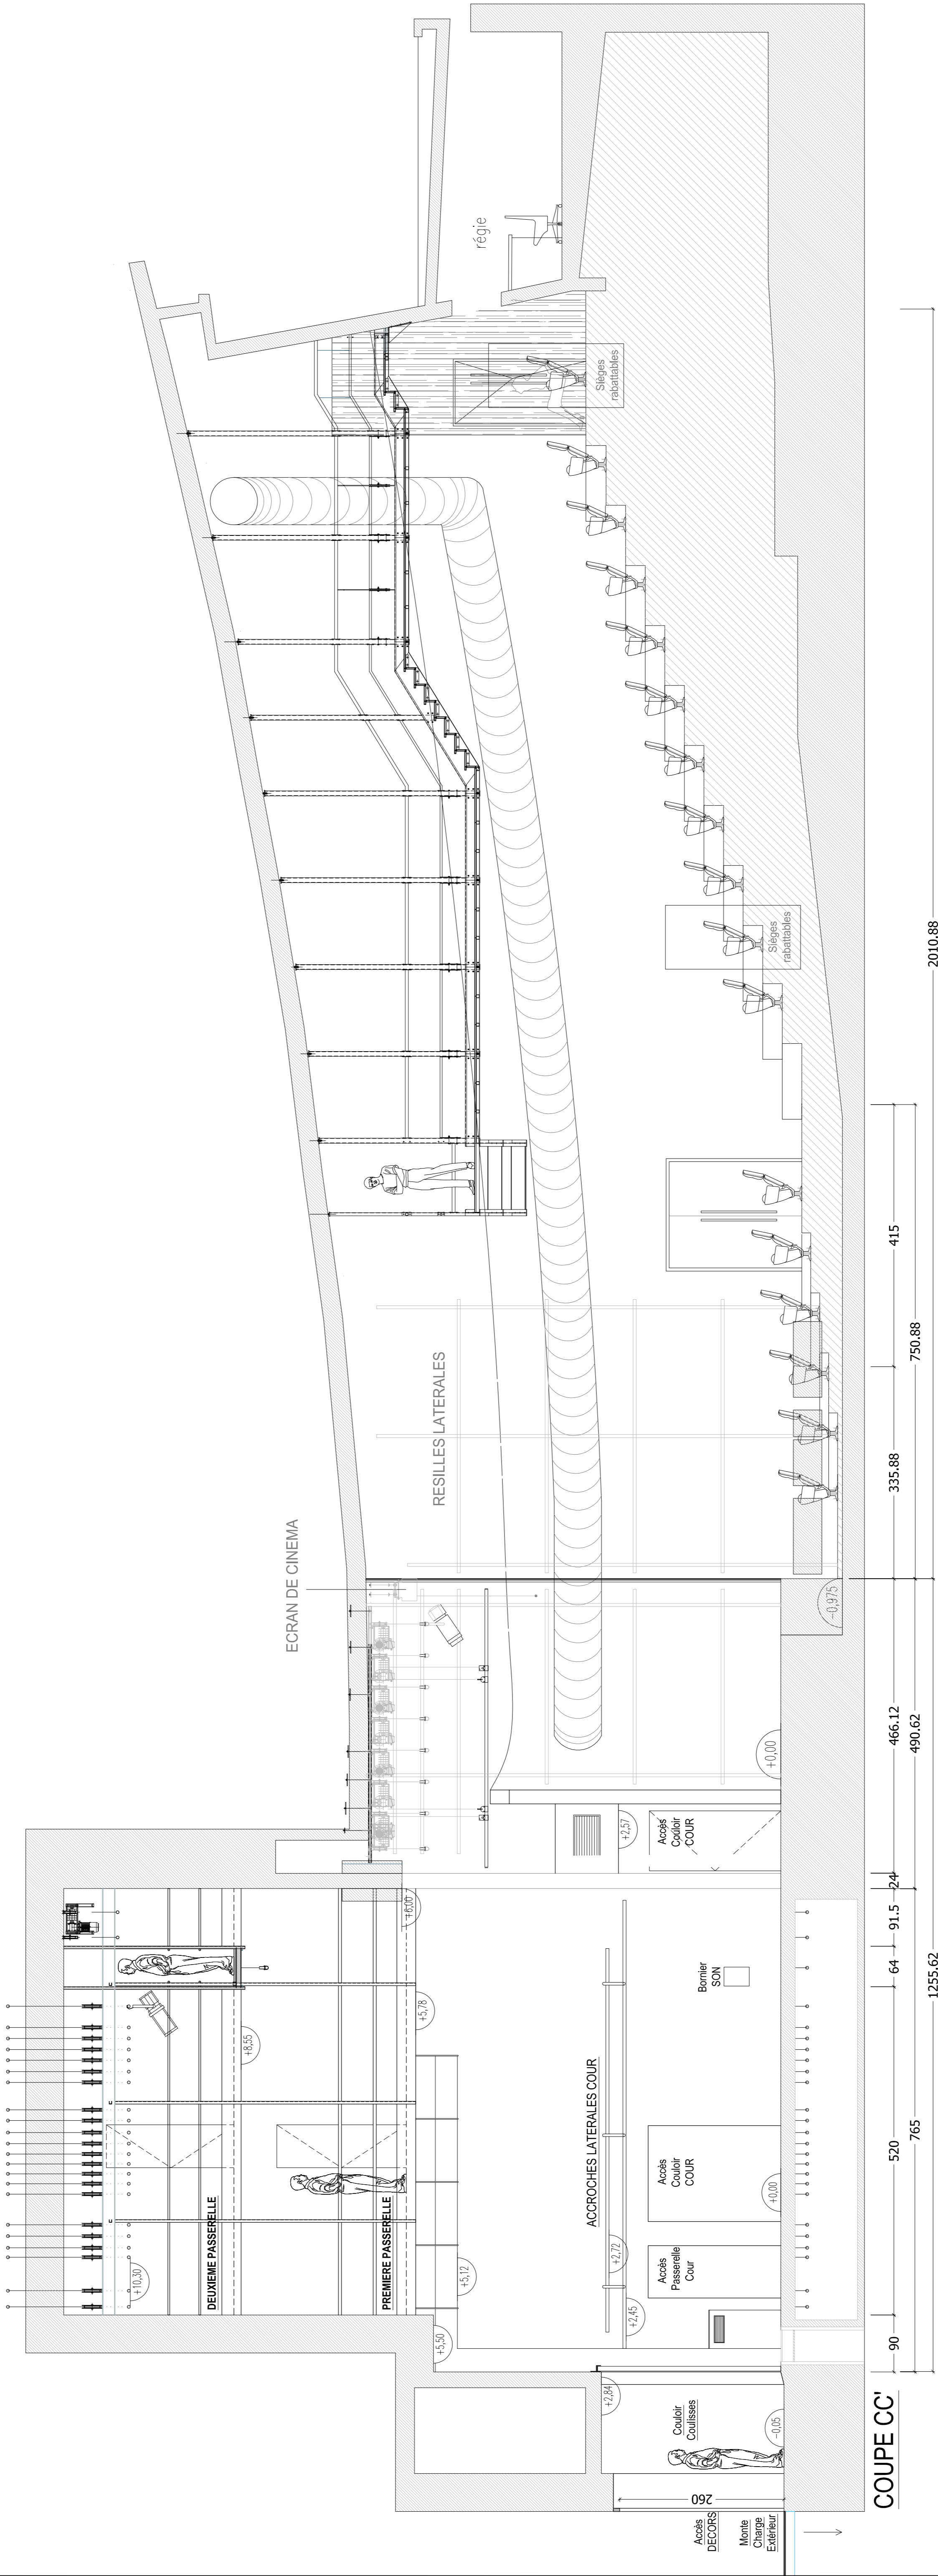 régie
Sièges
rabattables
Sièges
rabattables
RESILLES LATERALES
ECRAN DE CINEMA
-0,975
+0,00
+2,57
Accès
Couloir
COUR
+6,00
+8,55
+5,78
Bornier
SON
ACCROCHES LATERALES COUR
Accès
Couloir
COUR
+0,00
Accès
Passerelle
Cour
+2,72
+2,45
DEUXIEME PASSERELLE
PREMIERE PASSERELLE
+10,30
+5,12
+5,50
+2,84
Couloir
Coulisses
-0,05
260
Accès
DECORS
Monte
Charge
Extérieur
90
520
64
91.5
24
466.12
335.88
415
765
490.62
750.88
1255.62
2010.88
COUPE CC'